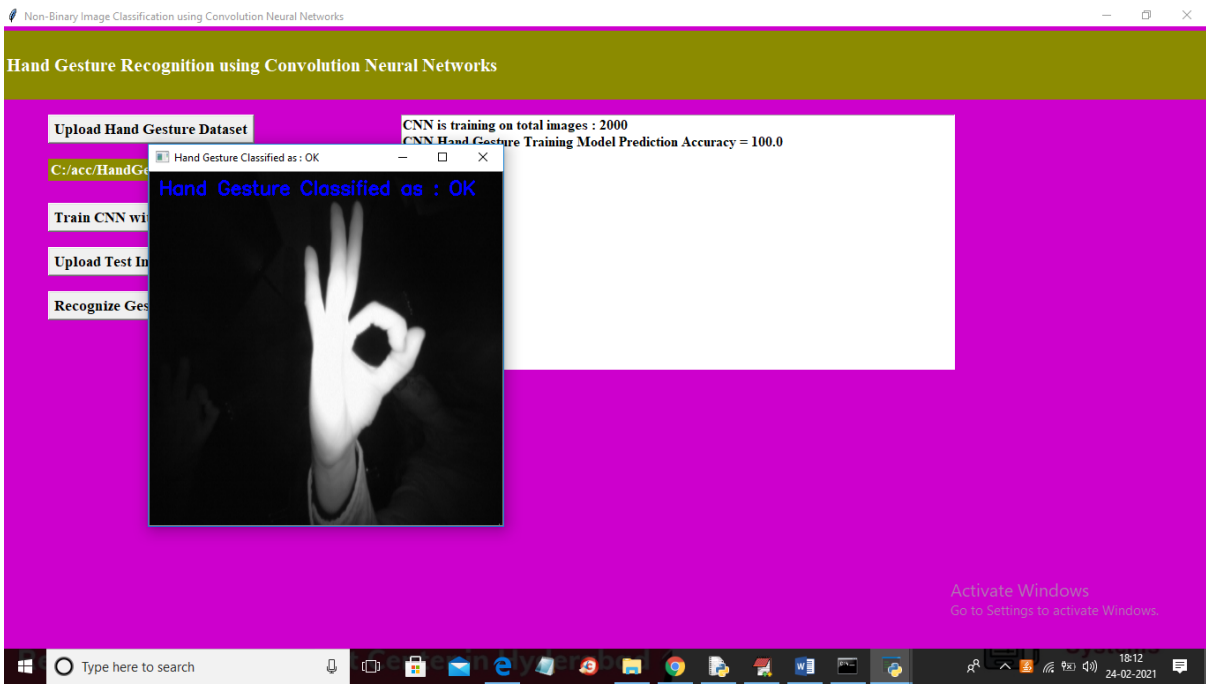 Non-Binary Image Classification using Convolution Neural Networks
Hand Gesture Recognition using Convolution Neural Networks
Upload Hand Gesture Dataset
CNN is training on total images : 2000
CNN Hand Gesture Training Model Prediction Accuracy = 100.0
Hand Gesture Classified as : OK
C:/acc/HandGe
Hand Gesture Classified as : OK
Train CNN wi
Upload Test Im
Recognize Ges
Activate Windows
Go to Settings to activate Windows.
Type here to search
18:12
24-02-2021